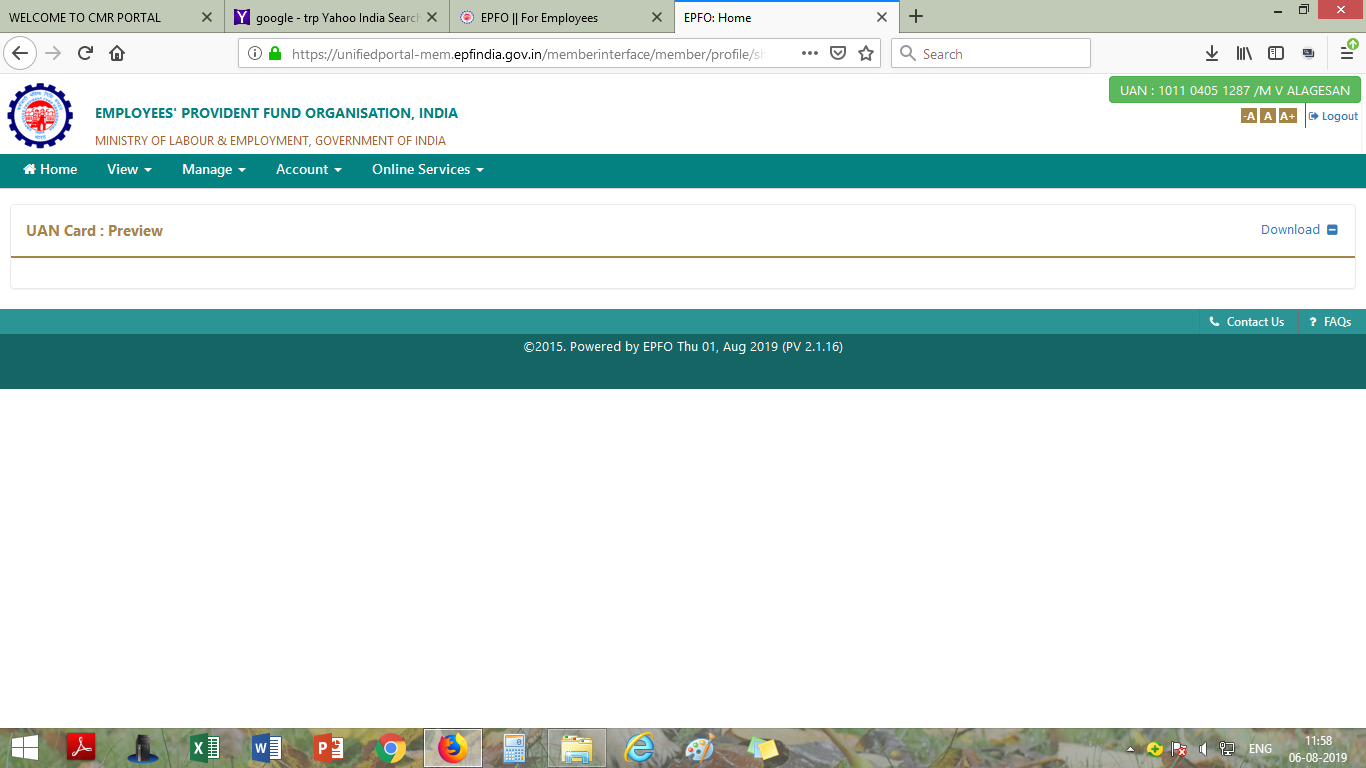 WELCOME TO CMR PORTAL
google - trp Yahoo India Search
EPFO || For Employees
EPFO: Home
https://unifiedportal-mem.epfindia.gov.in/memberinterface/member/profile/sh
Search
UAN : 1011 0405 1287 /M V ALAGESAN
EMPLOYEES' PROVIDENT FUND ORGANISATION, INDIA
-A A A+ Logout
MINISTRY OF LABOUR & EMPLOYMENT, GOVERNMENT OF INDIA
Home View Manage Account Online Services
UAN Card : Preview
Download
Contact Us ? FAQs
©2015. Powered by EPFO Thu 01, Aug 2019 (PV 2.1.16)
ENG
11:58
06-08-2019